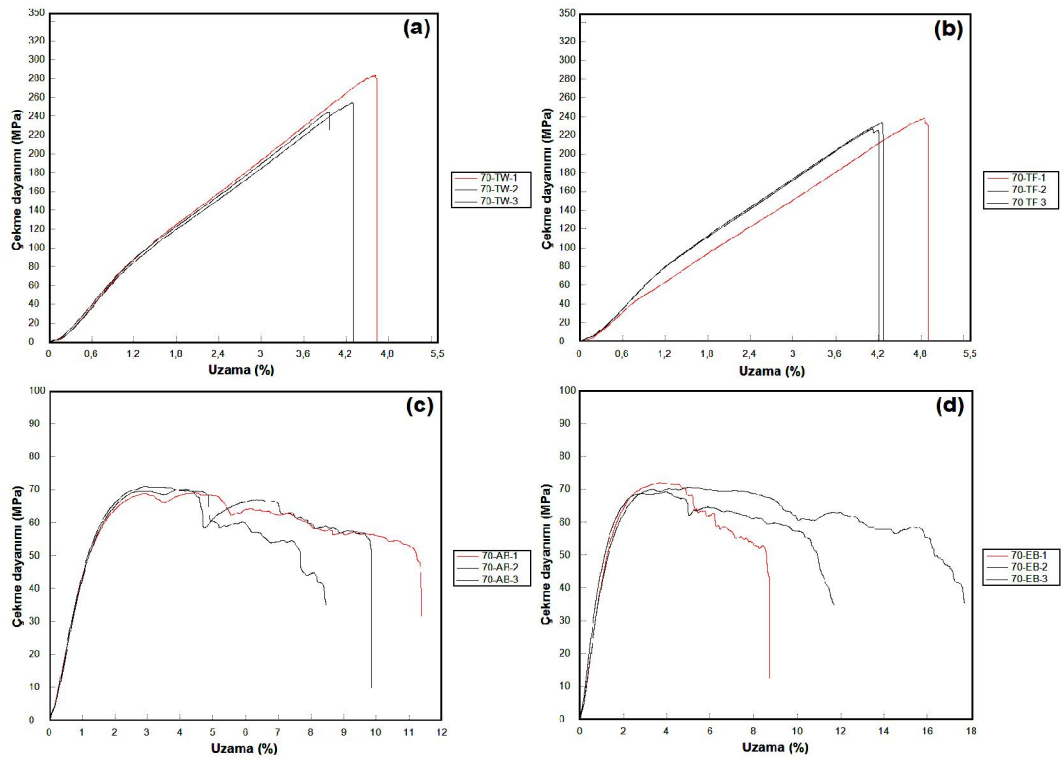 (a)
350
300
280
260
240
220
200
180
160
140
120
100
80
60
40
20
0
Çekme dayanımı (MPa)
0 0,6 1,2 1,8 2,4 3 3,6 4,2 4,8 5,5
Uzama (%)
70-TW-1
70-TW-2
70-TW-3
(b)
350
300
280
260
240
220
200
180
160
140
120
100
80
60
40
20
0
Çekme dayanımı (MPa)
0 0,6 1,2 1,8 2,4 3 3,6 4,2 4,8 5,5
Uzama (%)
70-TF-1
70-TF-2
70 TF 3
(c)
100
90
80
70
60
50
40
30
20
10
0
Çekme dayanımı (MPa)
0 1 2 3 4 5 6 7 8 9 10 11 12
Uzama (%)
70-AB-1
70-AB-2
70-AB-3
(d)
100
90
80
70
60
50
40
30
20
10
0
Çekme dayanımı (MPa)
0 2 4 6 8 10 12 14 16 18
Uzama (%)
70-EB-1
70-EB-2
70-EB-3